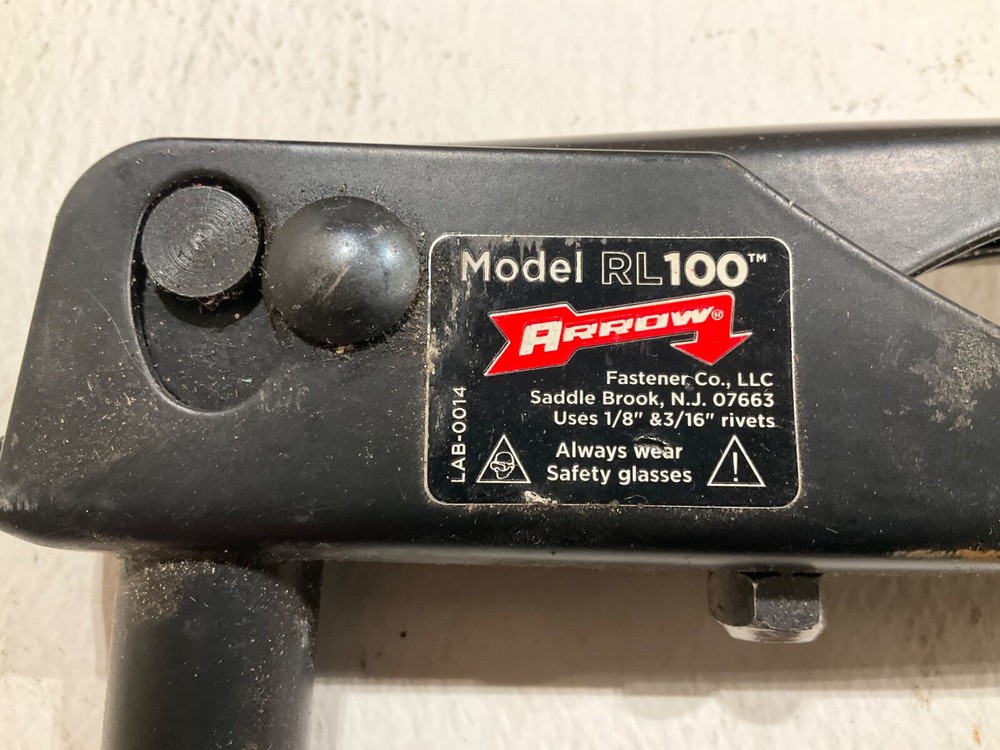 Model RL100™
ARROW®
Fastener Co., LLC
Saddle Brook, N.J. 07663
Uses 1/8" &3/16" rivets
LAB-0014
Always wear
Safety glasses
!